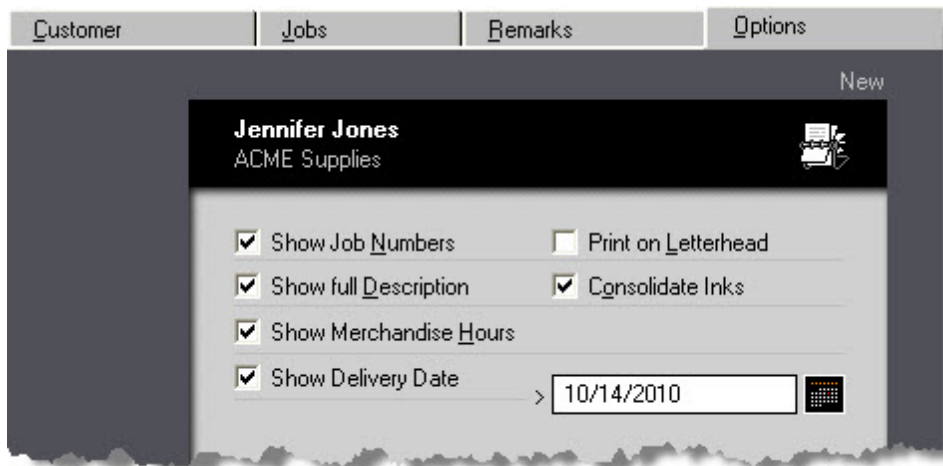 Customer
Jobs
Remarks
Options
New
Jennifer Jones
ACME Supplies
Show Job Numbers
Print on Letterhead
Show full Description
Consolidate Inks
Show Merchandise Hours
Show Delivery Date
> 10/14/2010